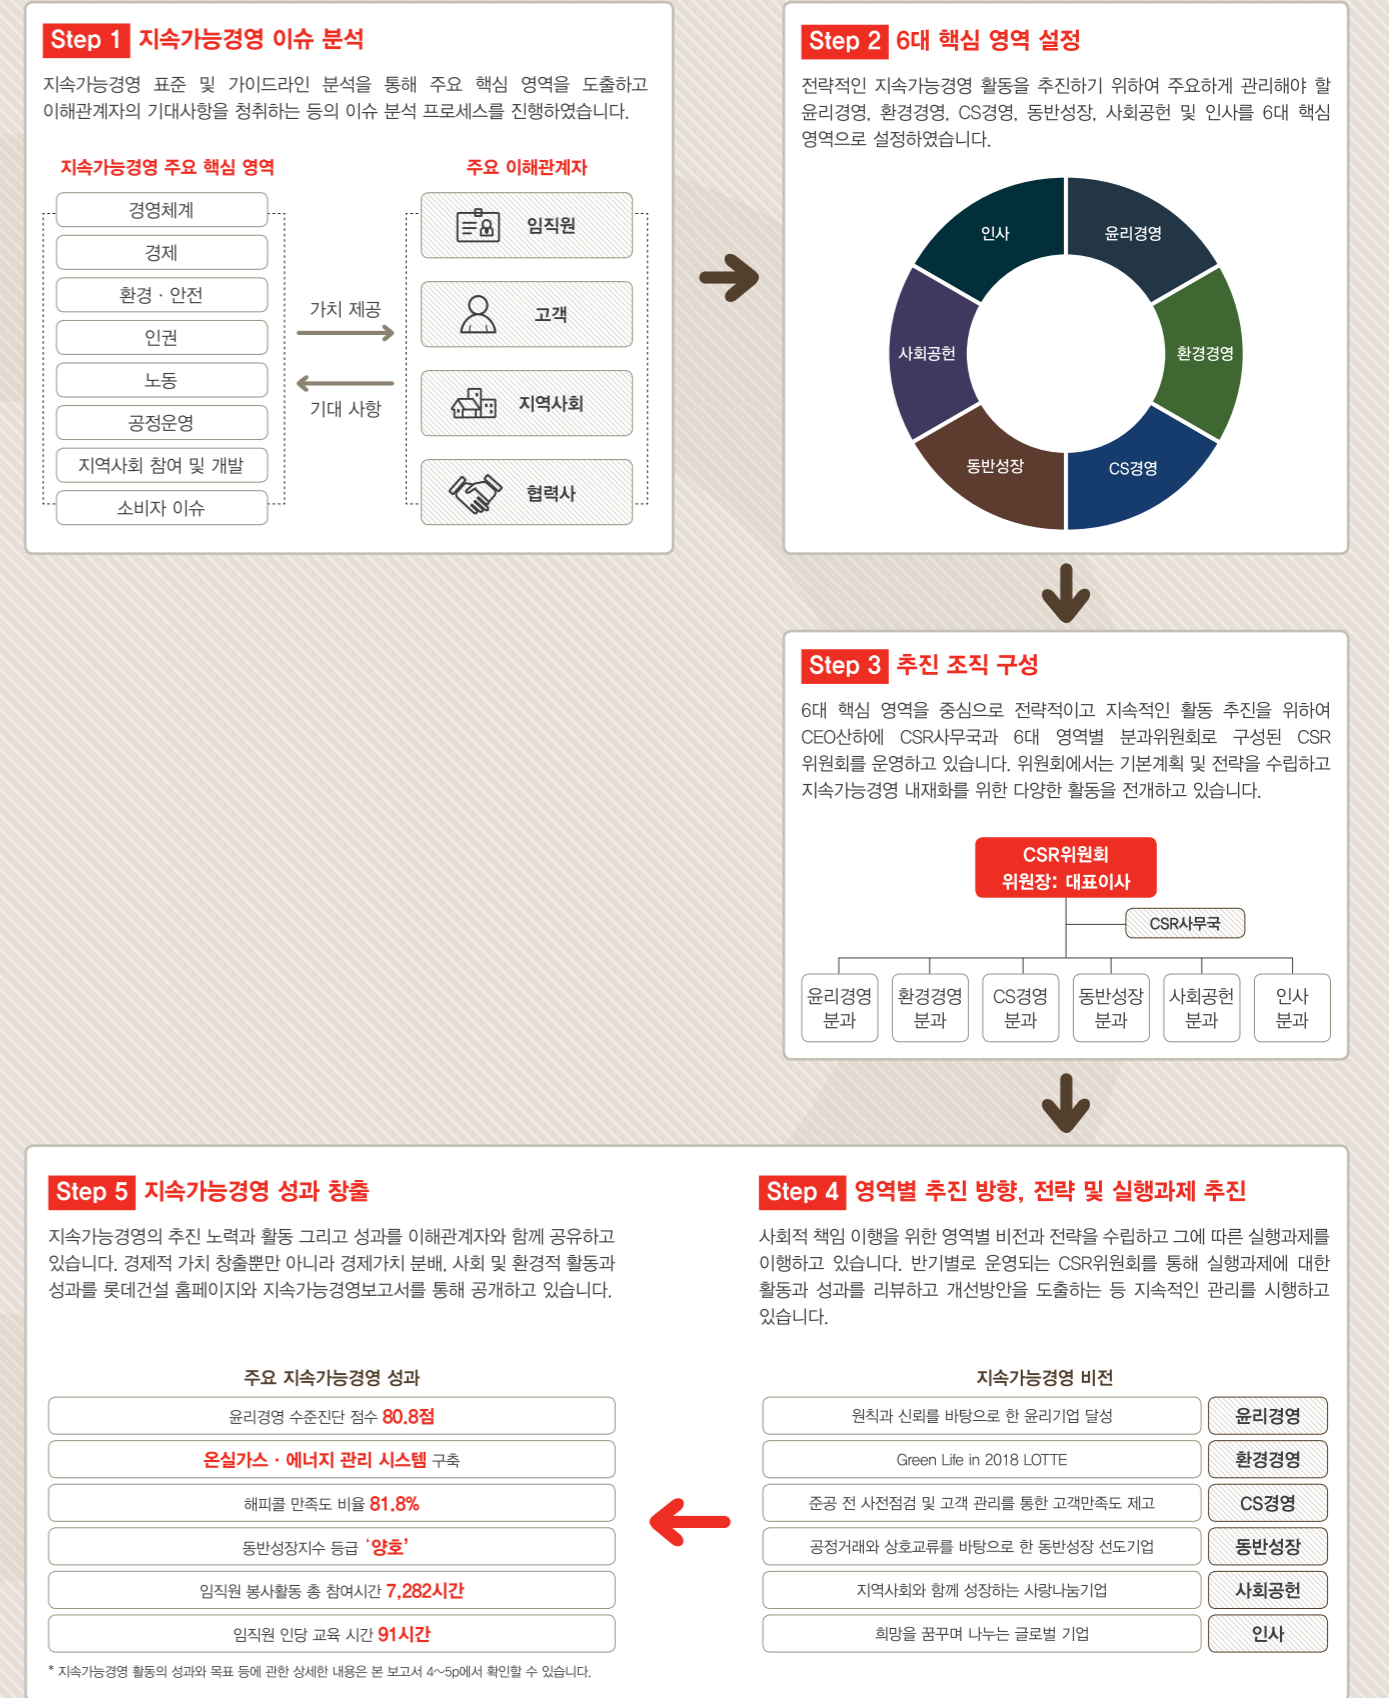 Step 1 지속가능경영 이슈 분석
지속가능경영 표준 및 가이드라인 분석을 통해 주요 핵심 영역을 도출하고
이해관계자의 기대사항을 청취하는 등의 이슈 분석 프로세스를 진행하였습니다.
지속가능경영 주요 핵심 영역
경영체계
경제
환경 · 안전
인권
노동
공정운영
지역사회 참여 및 개발
소비자 이슈
가치 제공
기대 사항
주요 이해관계자
임직원
고객
지역사회
협력사
Step 2 6대 핵심 영역 설정
전략적인 지속가능경영 활동을 추진하기 위하여 주요하게 관리해야 할
윤리경영, 환경경영, CS경영, 동반성장, 사회공헌 및 인사를 6대 핵심
영역으로 설정하였습니다.
인사
윤리경영
사회공헌
환경경영
동반성장
CS경영
Step 3 추진 조직 구성
6대 핵심 영역을 중심으로 전략적이고 지속적인 활동 추진을 위하여
CEO산하에 CSR사무국과 6대 영역별 분과위원회로 구성된 CSR
위원회를 운영하고 있습니다. 위원회에서는 기본계획 및 전략을 수립하고
지속가능경영 내재화를 위한 다양한 활동을 전개하고 있습니다.
CSR위원회
위원장: 대표이사
CSR사무국
윤리경영
분과
환경경영
분과
CS경영
분과
동반성장
분과
사회공헌
분과
인사
분과
Step 4 영역별 추진 방향, 전략 및 실행과제 추진
사회적 책임 이행을 위한 영역별 비전과 전략을 수립하고 그에 따른 실행과제를
이행하고 있습니다. 반기별로 운영되는 CSR위원회를 통해 실행과제에 대한
활동과 성과를 리뷰하고 개선방안을 도출하는 등 지속적인 관리를 시행하고
있습니다.
지속가능경영 비전
원칙과 신뢰를 바탕으로 한 윤리기업 달성 윤리경영
Green Life in 2018 LOTTE 환경경영
준공 전 사전점검 및 고객 관리를 통한 고객만족도 제고 CS경영
공정거래와 상호교류를 바탕으로 한 동반성장 선도기업 동반성장
지역사회와 함께 성장하는 사랑나눔기업 사회공헌
희망을 꿈꾸며 나누는 글로벌 기업 인사
Step 5 지속가능경영 성과 창출
지속가능경영의 추진 노력과 활동 그리고 성과를 이해관계자와 함께 공유하고
있습니다. 경제적 가치 창출뿐만 아니라 경제가치 분배, 사회 및 환경적 활동과
성과를 롯데건설 홈페이지와 지속가능경영보고서를 통해 공개하고 있습니다.
주요 지속가능경영 성과
윤리경영 수준진단 점수 80.8점
온실가스 · 에너지 관리 시스템 구축
해피콜 만족도 비율 81.8%
동반성장지수 등급 ‘양호’
임직원 봉사활동 총 참여시간 7,282시간
임직원 인당 교육 시간 91시간
* 지속가능경영 활동의 성과와 목표 등에 관한 상세한 내용은 본 보고서 4~5p에서 확인할 수 있습니다.